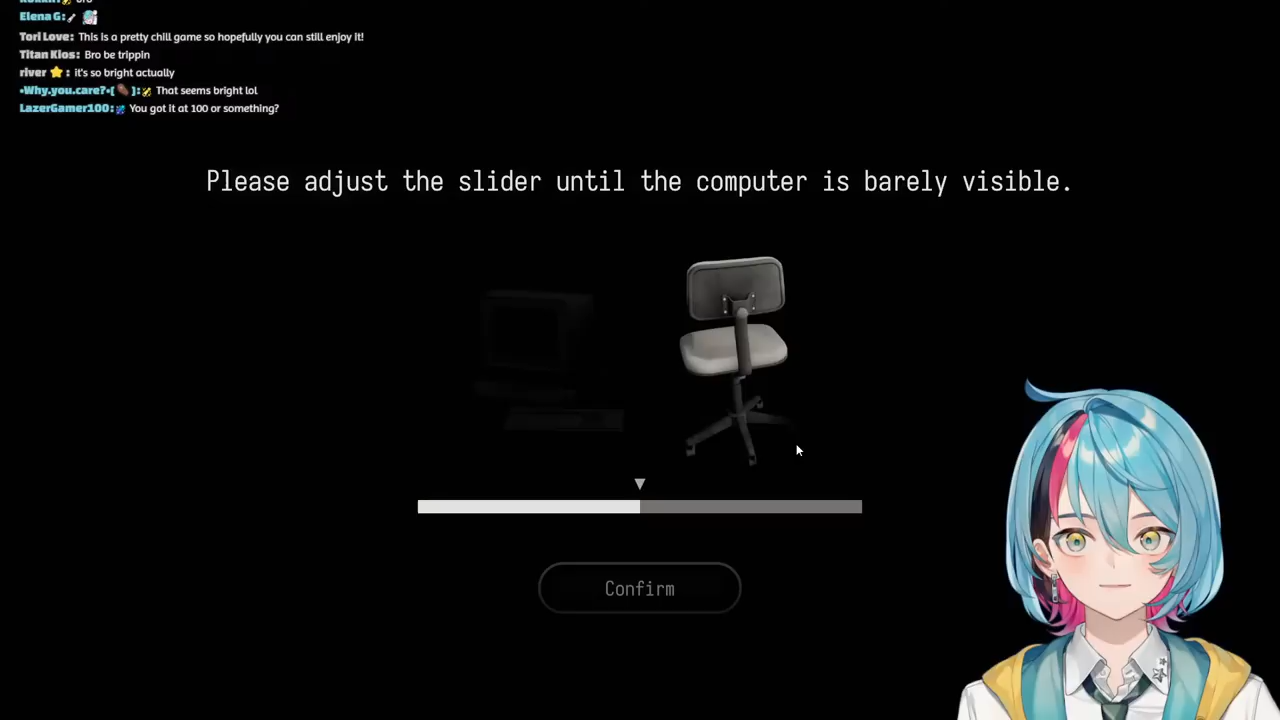 Elena G:
Tori Love: This is a pretty chill game so hopefully you can still enjoy it!
Titan Kios: Bro be trippin
river ⭐ : it's so bright actually
•Why.you.care?•[ 🥔 ]: That seems bright lol
LazerGamer100: You got it at 100 or something?
Please adjust the slider until the computer is barely visible.
Confirm